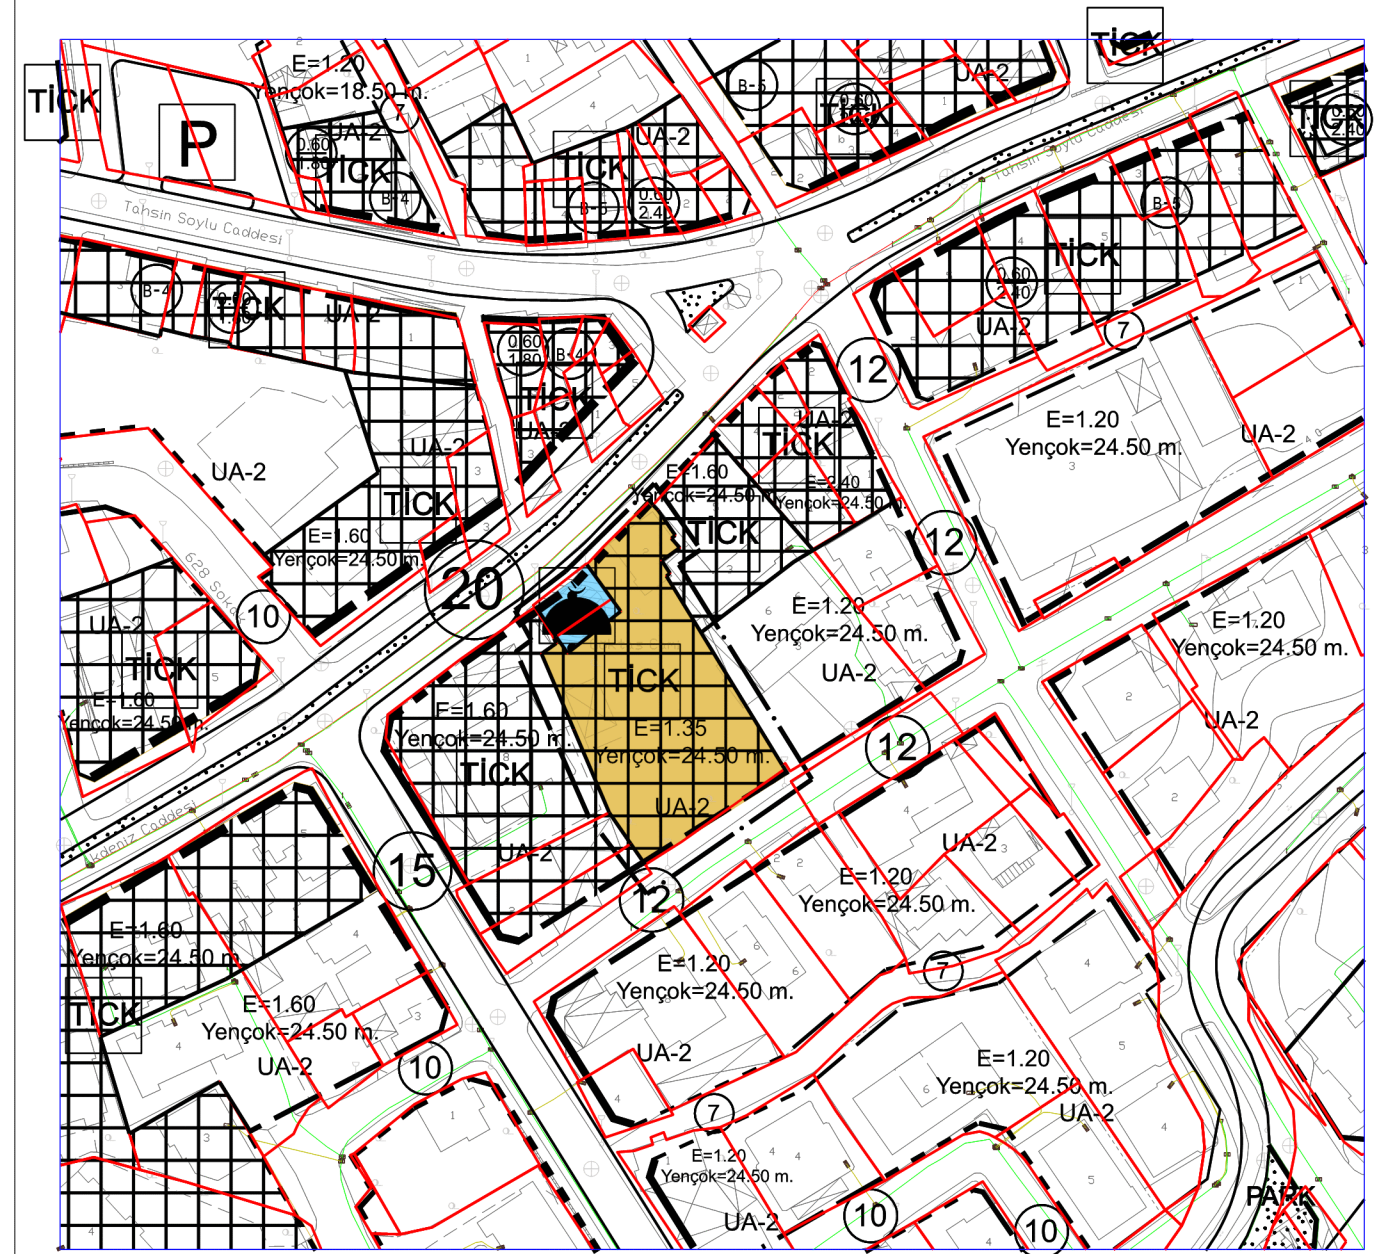 TİCK
E=1.20
Yençok=18.50 m.
7
UA-2
B-5
0.60
TİCK
UA-2
TİCK
P
UA-2
0.60
1.80
TİCK
B-4
UA-2
TİCK
B-5
0.60
2.40
Tahsin Soylu Caddesi
TİCK
2.40
Tahsin Soylu Caddesi
B-5
TİCK
0.60
2.40
UA-2
7
B-4
TİCK
UA-2
0.60
1.80
B-4
TİCK
UA-2
12
UA-2
TİCK
E=1.20
Yençok=24.50 m.
UA-2
UA-2
UA-2
TİCK
E=1.60
Yençok=24.50 m.
E=1.60
Yençok=24.50 m.
TİCK
E=2.40
Yençok=24.50 m.
12
628 Sokak
10
20
UA-2
TİCK
E=1.60
Yençok=24.50 m.
E=1.20
Yençok=24.50 m.
UA-2
E=1.20
Yençok=24.50 m.
UA-2
TİCK
E=1.35
Yençok=24.50 m.
UA-2
E=1.60
Yençok=24.50 m.
TİCK
UA-2
12
kdeniz Caddesi
15
12
UA-2
E=1.20
Yençok=24.50 m.
E=1.60
Yençok=24.50 m.
TİCK
E=1.60
Yençok=24.50 m.
UA-2
10
E=1.20
Yençok=24.50 m.
7
UA-2
E=1.20
Yençok=24.50 m.
UA-2
7
E=1.20
Yençok=24.50 m.
UA-2
10
10
PARK